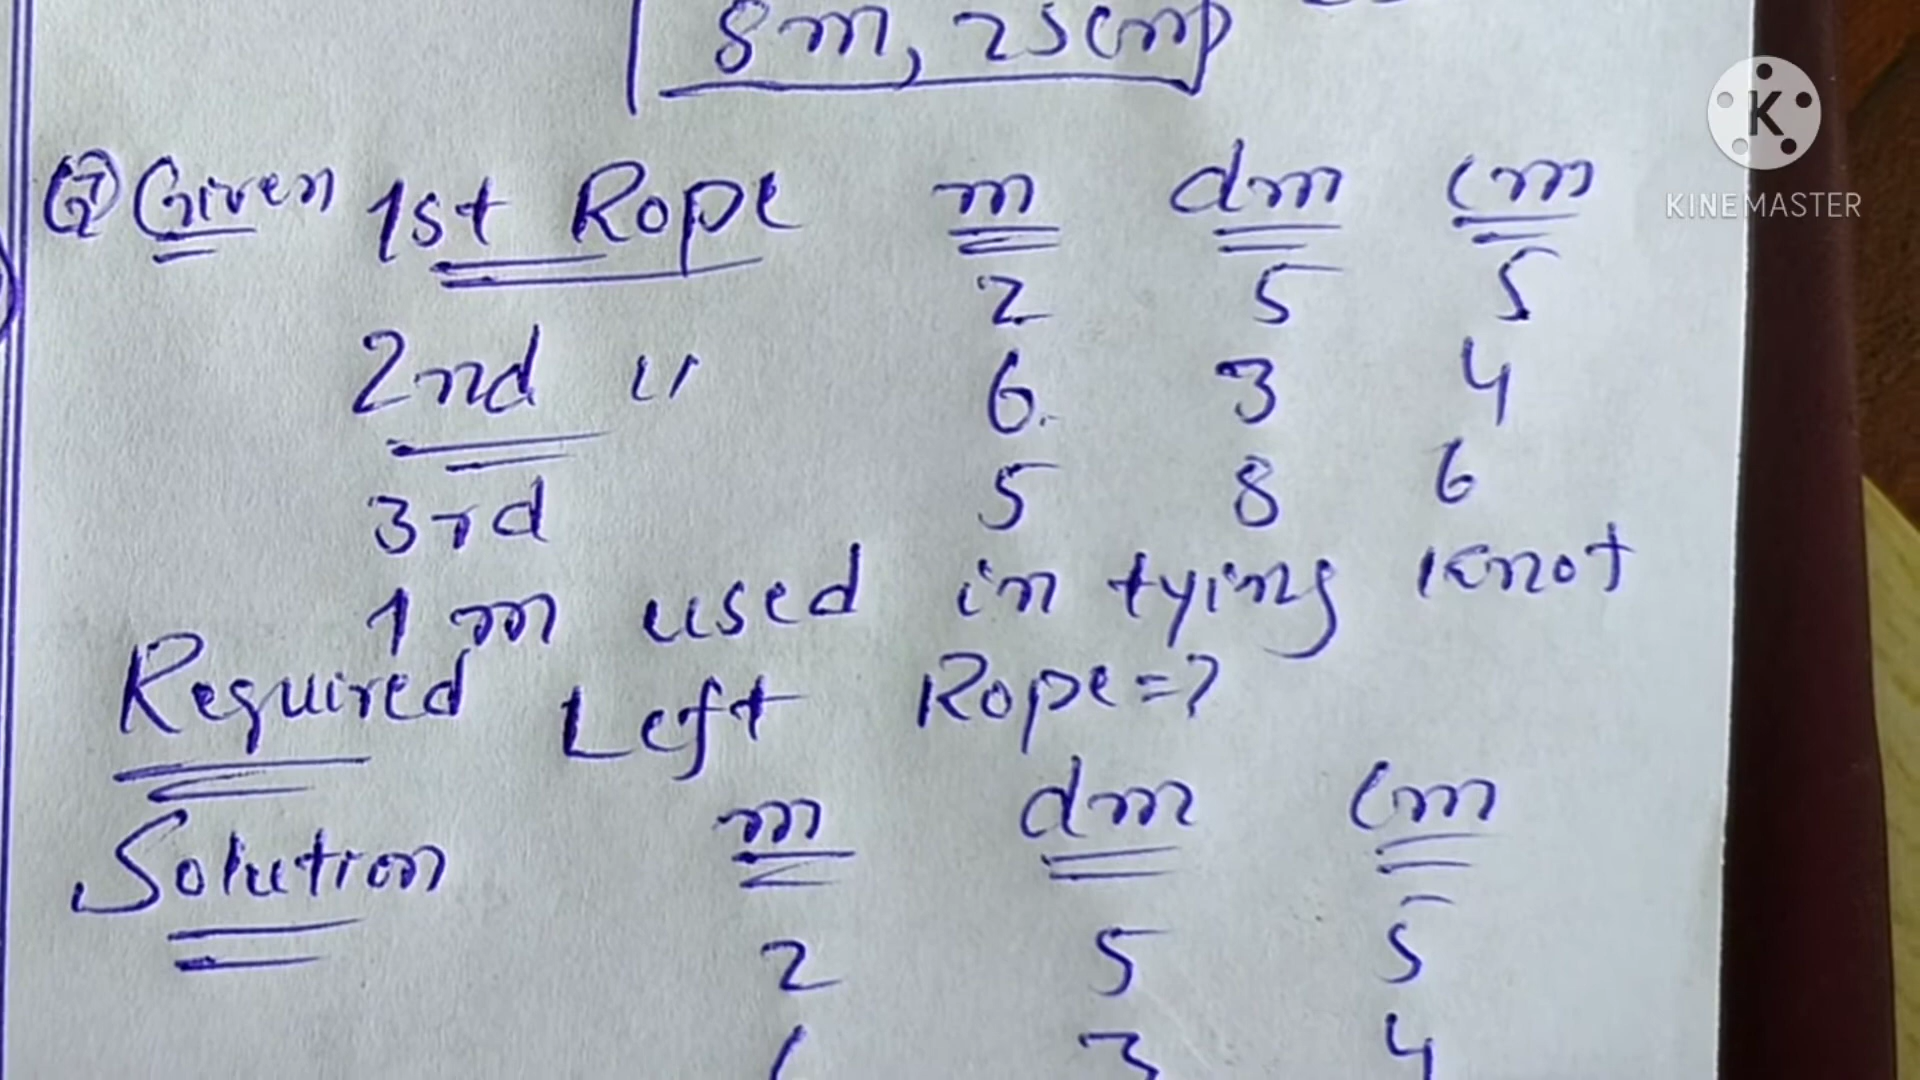 8m, 25cm
Q7 Given 1st Rope m dm cm
2 5 5
2nd " 6 3 4
3rd 5 8 6
1 m used in tying Knot
Required Left Rope=?
Solution m dm cm
2 5 5
3 4
K
KINEMASTER